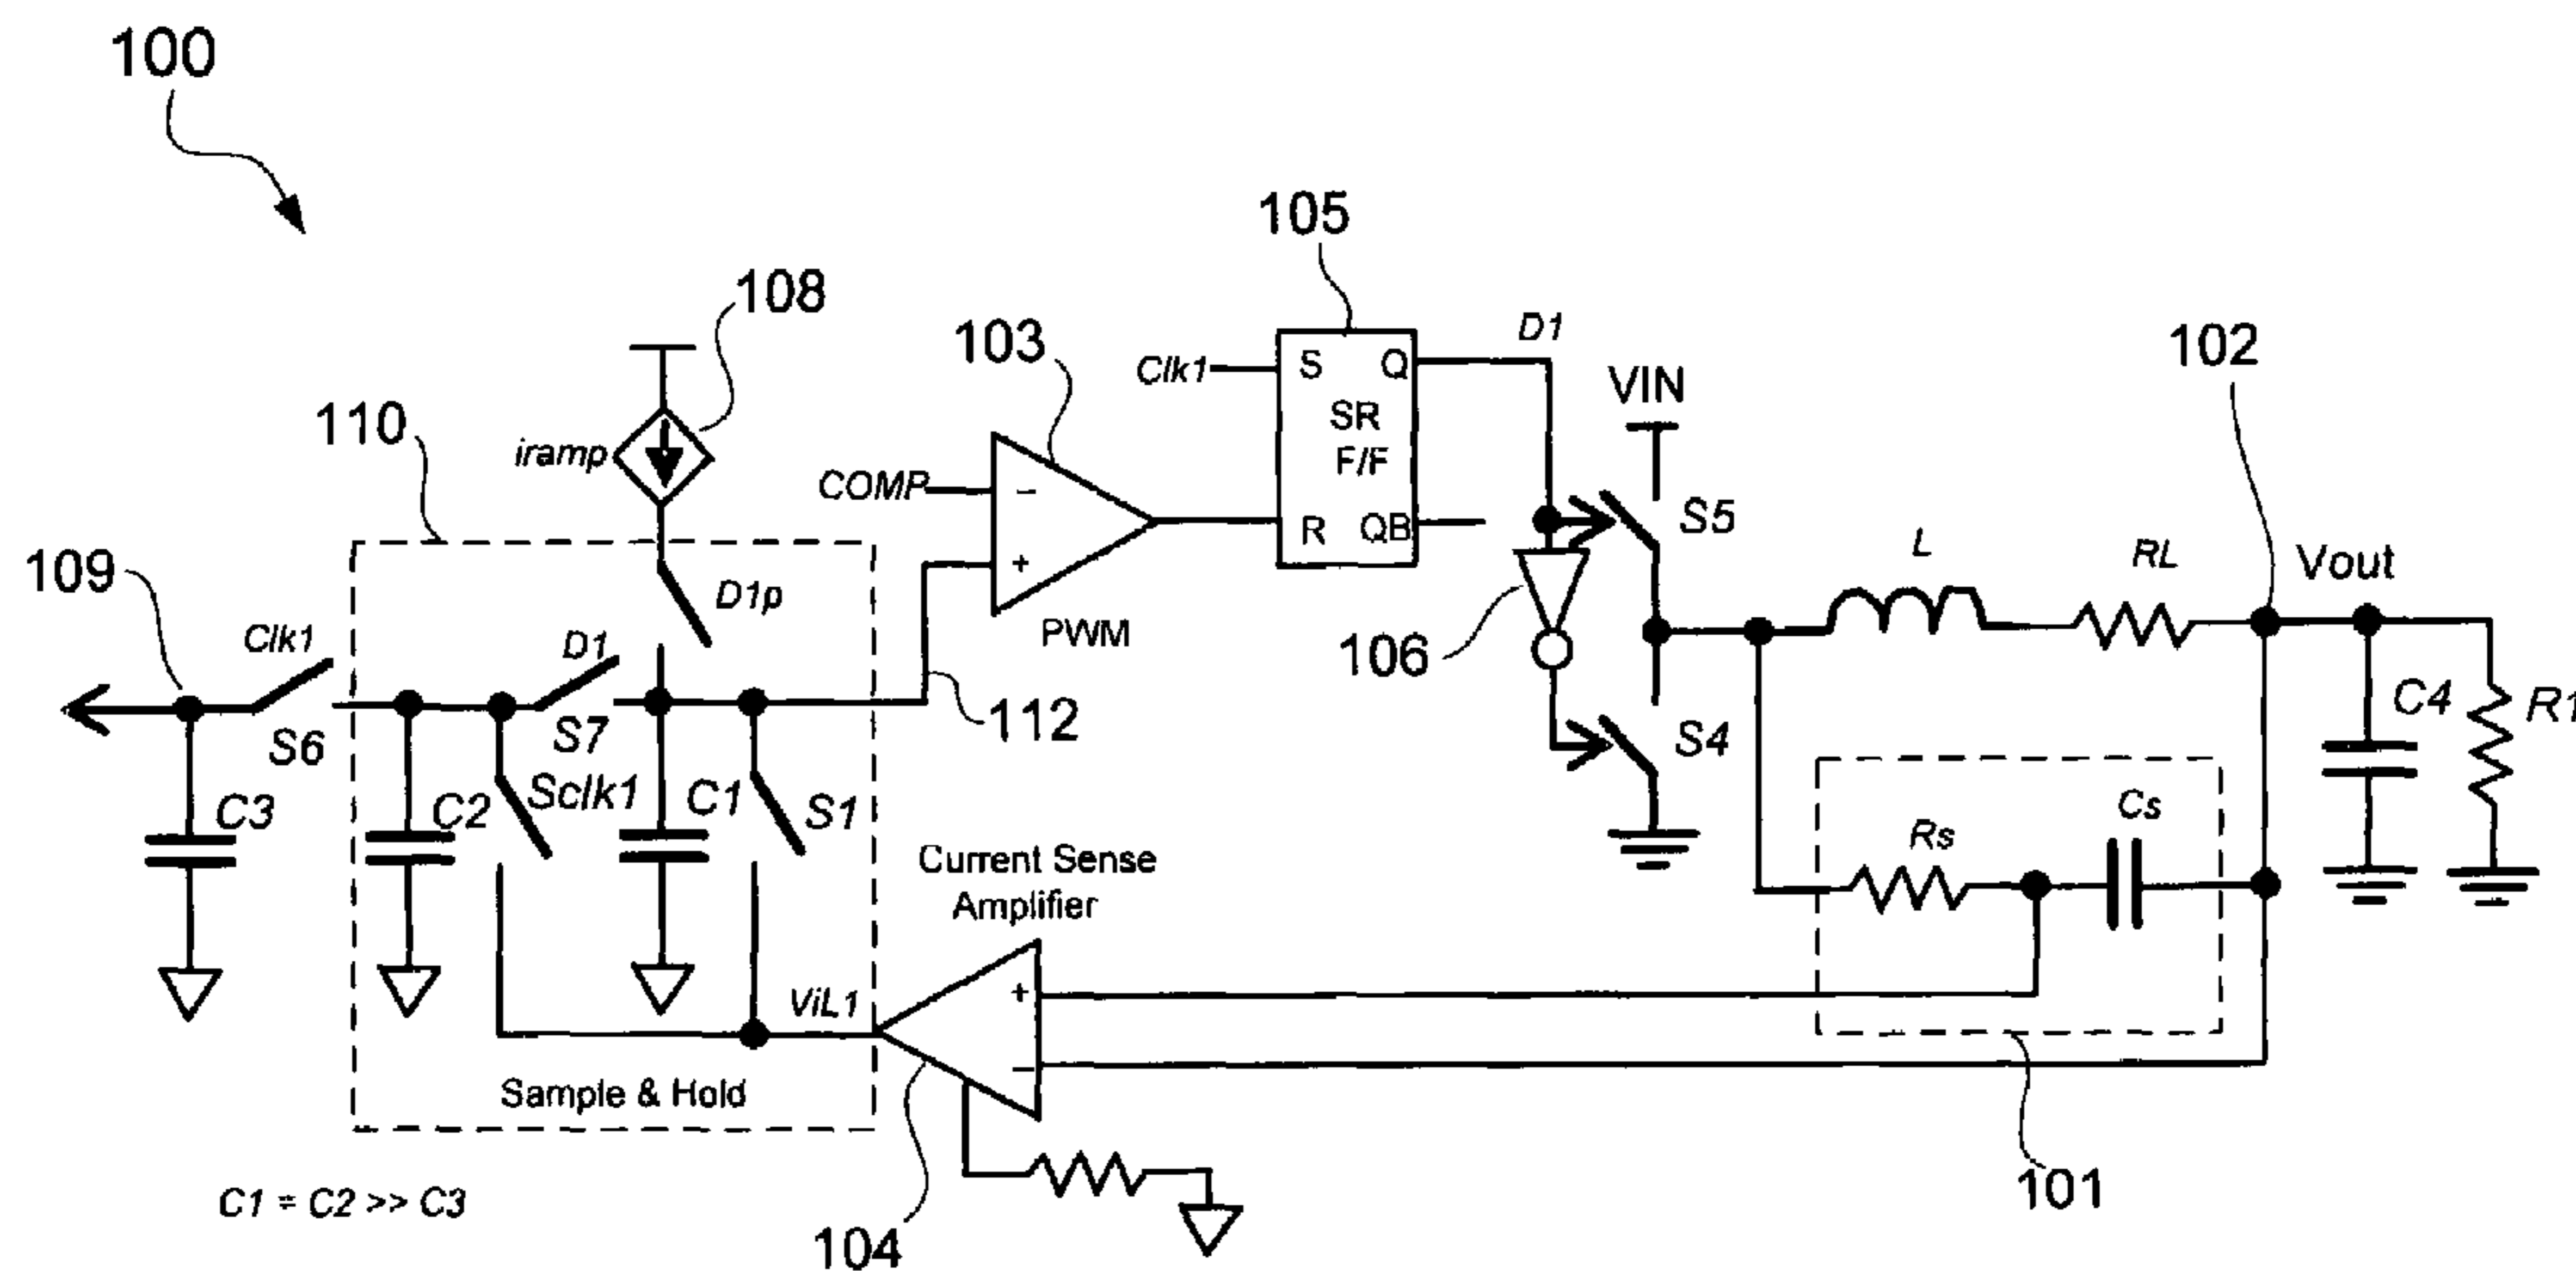 100
105
D1
102
108
103
Clk1
S
Q
VIN
Vout
110
SR
F/F
iramp
COMP
−
S5
L
RL
R
QB
109
D1p
+
PWM
106
Clk1
D1
S6
S7
112
S4
C4
R1
C3
C2
Sclk1
C1
S1
Current Sense
Amplifier
Rs
Cs
ViL1
+
−
Sample & Hold
101
C1 = C2 >> C3
104